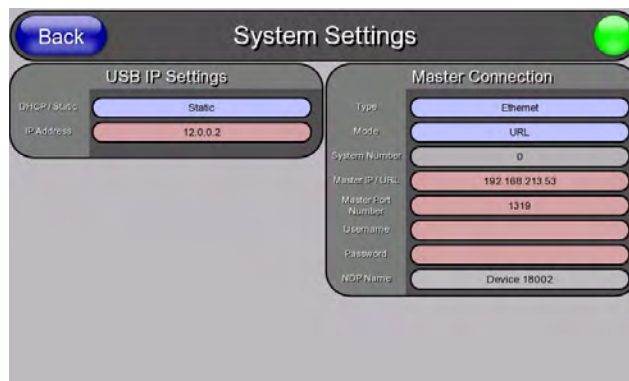 Back
System Settings
USB IP Settings
DHCP / Static
Static
IP Address
12.0.0.2
Master Connection
Type
Ethernet
Mode
URL
System Number
0
Master IP / URL
192.168.213.53
Master Port
Number
1319
Username
Password
NDP Name
Device 18002